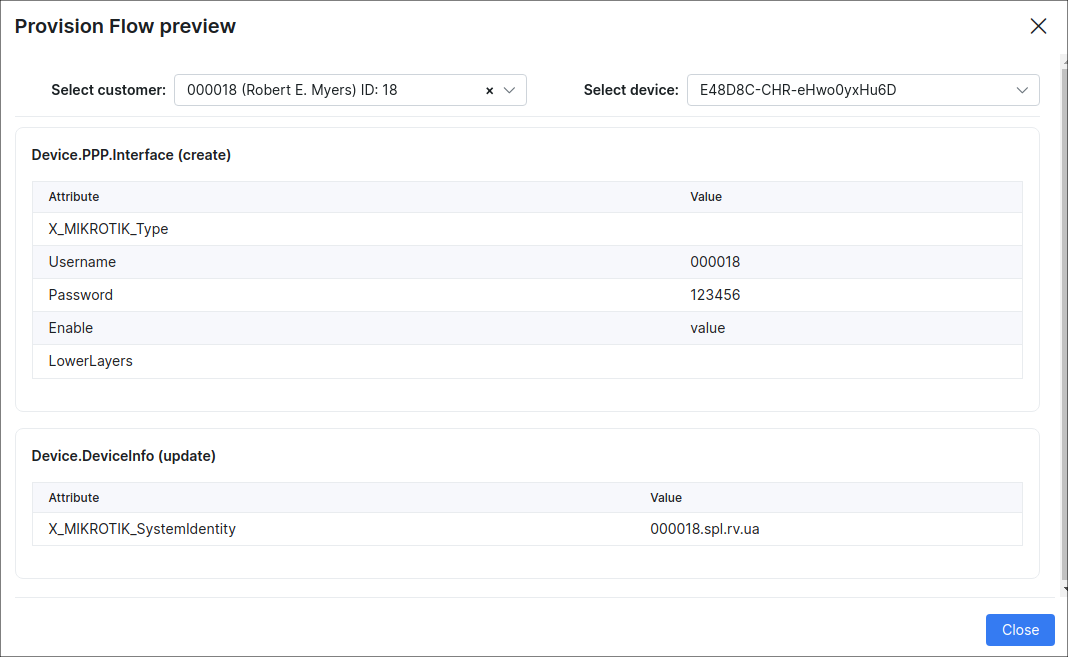 Provision Flow preview
Select customer: 000018 (Robert E. Myers) ID: 18 × Select device: E48D8C-CHR-eHwo0yxHu6D
Device.PPP.Interface (create)
Attribute Value
X_MIKROTIK_Type
Username 000018
Password 123456
Enable value
LowerLayers
Device.DeviceInfo (update)
Attribute Value
X_MIKROTIK_SystemIdentity 000018.spl.rv.ua
Close